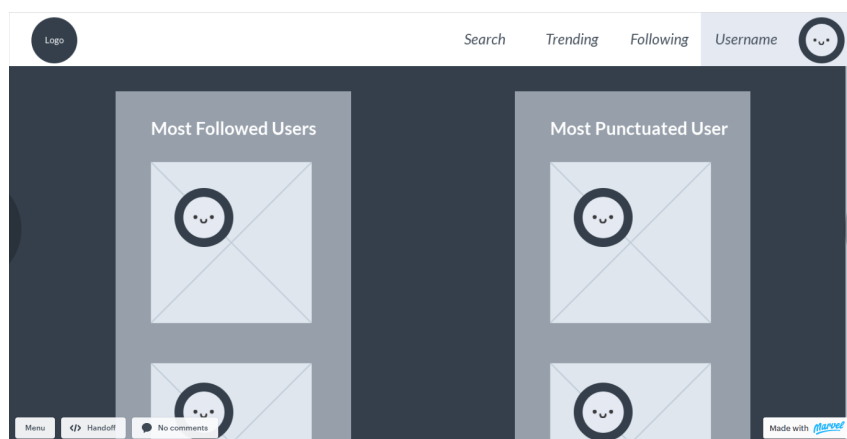 Logo
Search Trending Following Username
Most Followed Users
Most Punctuated User
Menu
</> Handoff
No comments
Made with Marvel